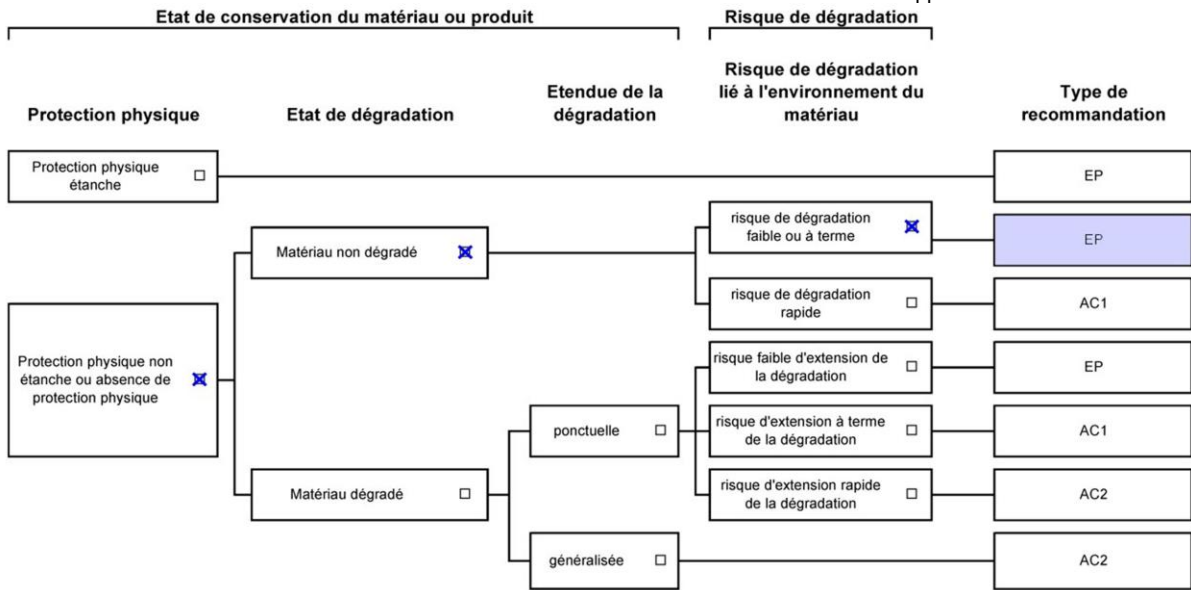 Etat de conservation du matériau ou produit
Risque de dégradation
Protection physique
Etat de dégradation
Etendue de la
dégradation
Risque de dégradation
lié à l'environnement du
matériau
Type de
recommandation
Protection physique
étanche
EP
risque de dégradation
faible ou à terme
EP
Matériau non dégradé
risque de dégradation
rapide
AC1
Protection physique non
étanche ou absence de
protection physique
risque faible d'extension de
la dégradation
EP
ponctuelle
risque d'extension à terme
de la dégradation
AC1
Matériau dégradé
risque d'extension rapide
de la dégradation
AC2
généralisée
AC2